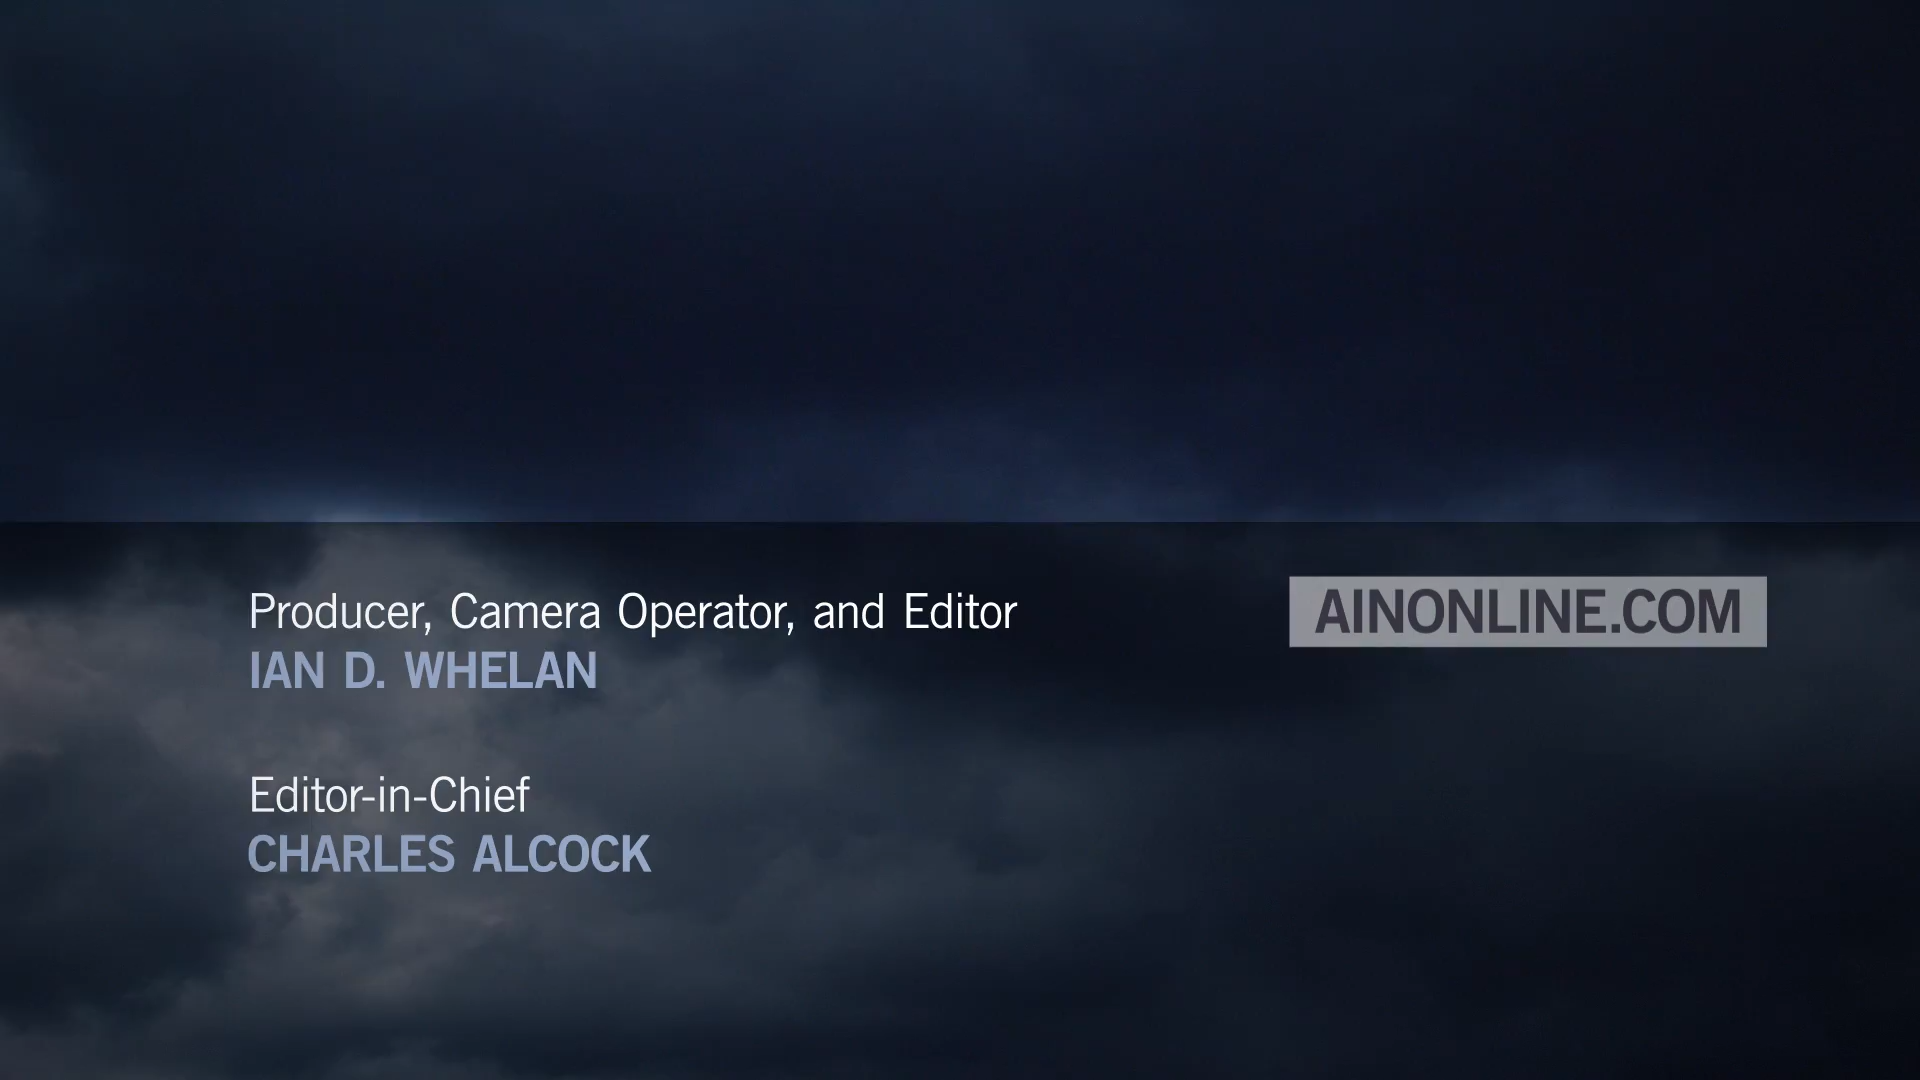 Producer, Camera Operator, and Editor
IAN D. WHELAN
Editor-in-Chief
CHARLES ALCOCK
AINONLINE.COM